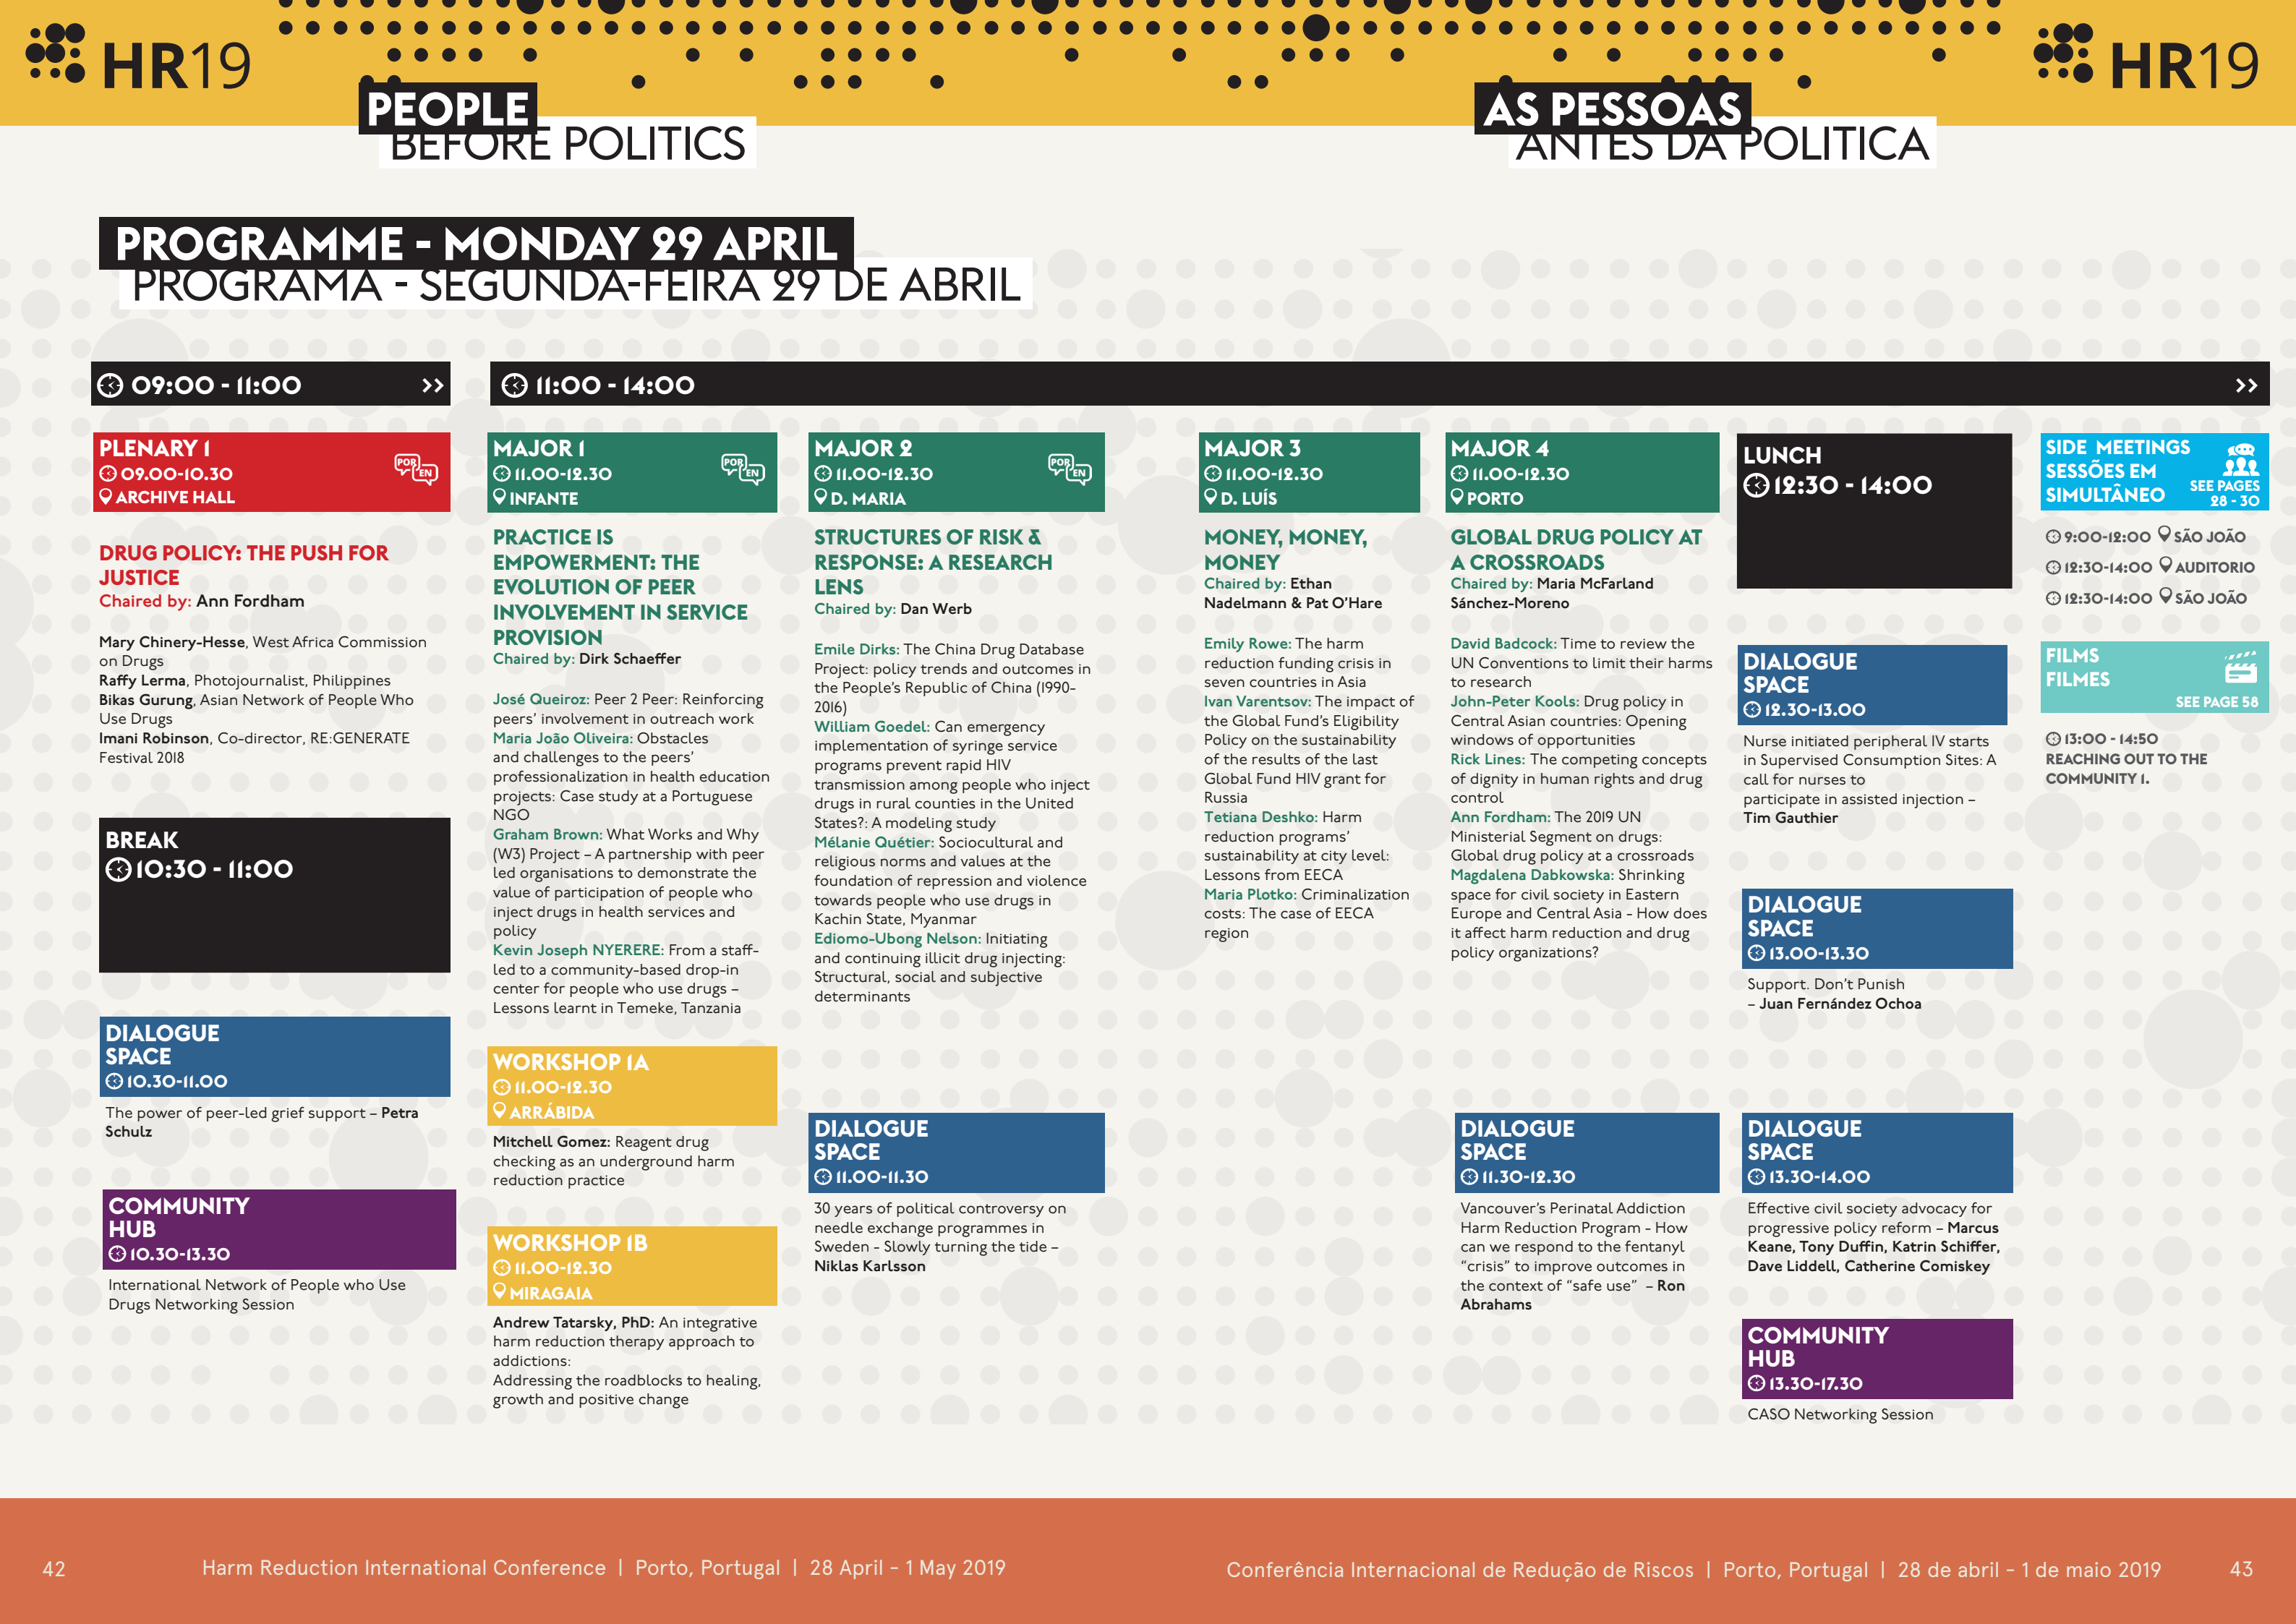 HR19
HR19
PEOPLE
BEFORE POLITICS
AS PESSOAS
ANTES DA POLITICA
PROGRAMME - MONDAY 29 APRIL
PROGRAMA - SEGUNDA-FEIRA 29 DE ABRIL
09:00 - 11:00 >>
11:00 - 14:00 >>
PLENARY 1
09.00-10.30
ARCHIVE HALL
POR EN
DRUG POLICY: THE PUSH FOR
JUSTICE
Chaired by: Ann Fordham
Mary Chinery-Hesse, West Africa Commission
on Drugs
Raffy Lerma, Photojournalist, Philippines
Bikas Gurung, Asian Network of People Who
Use Drugs
Imani Robinson, Co-director, RE:GENERATE
Festival 2018
BREAK
10:30 - 11:00
DIALOGUE
SPACE
10.30-11.00
The power of peer-led grief support – Petra
Schulz
COMMUNITY
HUB
10.30-13.30
International Network of People who Use
Drugs Networking Session
MAJOR 1
11.00-12.30
INFANTE
POR EN
PRACTICE IS
EMPOWERMENT: THE
EVOLUTION OF PEER
INVOLVEMENT IN SERVICE
PROVISION
Chaired by: Dirk Schaeffer
José Queiroz: Peer 2 Peer: Reinforcing
peers’ involvement in outreach work
Maria João Oliveira: Obstacles
and challenges to the peers’
professionalization in health education
projects: Case study at a Portuguese
NGO
Graham Brown: What Works and Why
(W3) Project – A partnership with peer
led organisations to demonstrate the
value of participation of people who
inject drugs in health services and
policy
Kevin Joseph NYERERE: From a staff-
led to a community-based drop-in
center for people who use drugs –
Lessons learnt in Temeke, Tanzania
WORKSHOP 1A
11.00-12.30
ARRÁBIDA
Mitchell Gomez: Reagent drug
checking as an underground harm
reduction practice
WORKSHOP 1B
11.00-12.30
MIRAGAIA
Andrew Tatarsky, PhD: An integrative
harm reduction therapy approach to
addictions:
Addressing the roadblocks to healing,
growth and positive change
MAJOR 2
11.00-12.30
D. MARIA
POR EN
STRUCTURES OF RISK &
RESPONSE: A RESEARCH
LENS
Chaired by: Dan Werb
Emile Dirks: The China Drug Database
Project: policy trends and outcomes in
the People’s Republic of China (1990-
2016)
William Goedel: Can emergency
implementation of syringe service
programs prevent rapid HIV
transmission among people who inject
drugs in rural counties in the United
States?: A modeling study
Mélanie Quétier: Sociocultural and
religious norms and values at the
foundation of repression and violence
towards people who use drugs in
Kachin State, Myanmar
Ediomo-Ubong Nelson: Initiating
and continuing illicit drug injecting:
Structural, social and subjective
determinants
DIALOGUE
SPACE
11.00-11.30
30 years of political controversy on
needle exchange programmes in
Sweden - Slowly turning the tide –
Niklas Karlsson
MAJOR 3
11.00-12.30
D. LUÍS
MONEY, MONEY,
MONEY
Chaired by: Ethan
Nadelmann & Pat O’Hare
Emily Rowe: The harm
reduction funding crisis in
seven countries in Asia
Ivan Varentsov: The impact of
the Global Fund’s Eligibility
Policy on the sustainability
of the results of the last
Global Fund HIV grant for
Russia
Tetiana Deshko: Harm
reduction programs’
sustainability at city level:
Lessons from EECA
Maria Plotko: Criminalization
costs: The case of EECA
region
MAJOR 4
11.00-12.30
PORTO
GLOBAL DRUG POLICY AT
A CROSSROADS
Chaired by: Maria McFarland
Sánchez-Moreno
David Badcock: Time to review the
UN Conventions to limit their harms
to research
John-Peter Kools: Drug policy in
Central Asian countries: Opening
windows of opportunities
Rick Lines: The competing concepts
of dignity in human rights and drug
control
Ann Fordham: The 2019 UN
Ministerial Segment on drugs:
Global drug policy at a crossroads
Magdalena Dabkowska: Shrinking
space for civil society in Eastern
Europe and Central Asia - How does
it affect harm reduction and drug
policy organizations?
DIALOGUE
SPACE
11.30-12.30
Vancouver’s Perinatal Addiction
Harm Reduction Program - How
can we respond to the fentanyl
“crisis” to improve outcomes in
the context of “safe use” – Ron
Abrahams
LUNCH
12:30 - 14:00
DIALOGUE
SPACE
12.30-13.00
Nurse initiated peripheral IV starts
in Supervised Consumption Sites: A
call for nurses to
participate in assisted injection –
Tim Gauthier
DIALOGUE
SPACE
13.00-13.30
Support. Don’t Punish
– Juan Fernández Ochoa
DIALOGUE
SPACE
13.30-14.00
Effective civil society advocacy for
progressive policy reform – Marcus
Keane, Tony Duffin, Katrin Schiffer,
Dave Liddell, Catherine Comiskey
COMMUNITY
HUB
13.30-17.30
CASO Networking Session
SIDE MEETINGS
SESSÕES EM
SIMULTÂNEO
SEE PAGES
28 - 30
9:00-12:00 SÃO JOÃO
12:30-14:00 AUDITORIO
12:30-14:00 SÃO JOÃO
FILMS
FILMES
SEE PAGE 58
13:00 - 14:50
REACHING OUT TO THE
COMMUNITY 1.
42
Harm Reduction International Conference | Porto, Portugal | 28 April - 1 May 2019
Conferência Internacional de Redução de Riscos | Porto, Portugal | 28 de abril - 1 de maio 2019
43